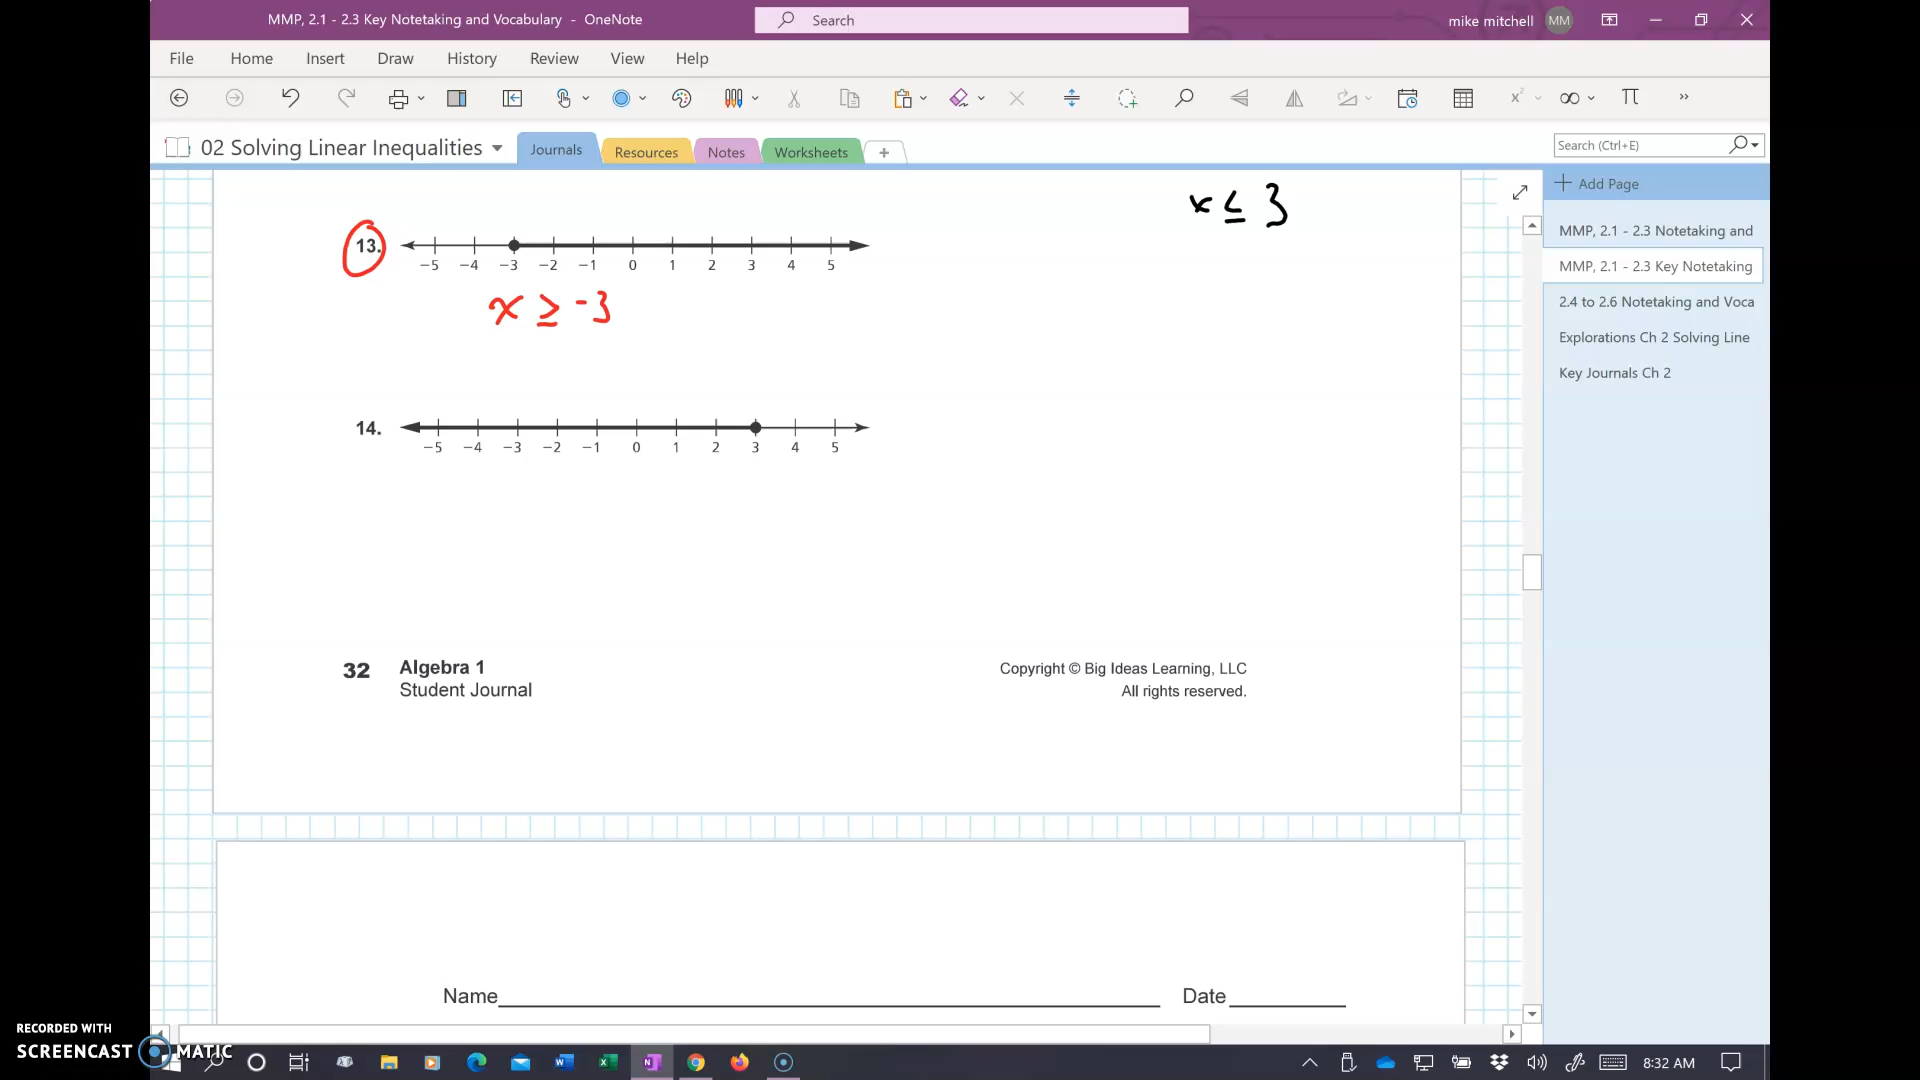 MMP, 2.1 - 2.3 Key Notetaking and Vocabulary - OneNote
Search
mike mitchell MM
File Home Insert Draw History Review View Help
02 Solving Linear Inequalities
Journals Resources Notes Worksheets +
Search (Ctrl+E)
Add Page
MMP, 2.1 - 2.3 Notetaking and
MMP, 2.1 - 2.3 Key Notetaking
2.4 to 2.6 Notetaking and Voca
Explorations Ch 2 Solving Line
Key Journals Ch 2
x ≤ 3
13.
−5 −4 −3 −2 −1 0 1 2 3 4 5
x ≥ -3
14.
−5 −4 −3 −2 −1 0 1 2 3 4 5
32 Algebra 1
Student Journal
Copyright © Big Ideas Learning, LLC
All rights reserved.
Name Date
RECORDED WITH
SCREENCAST MATIC
8:32 AM